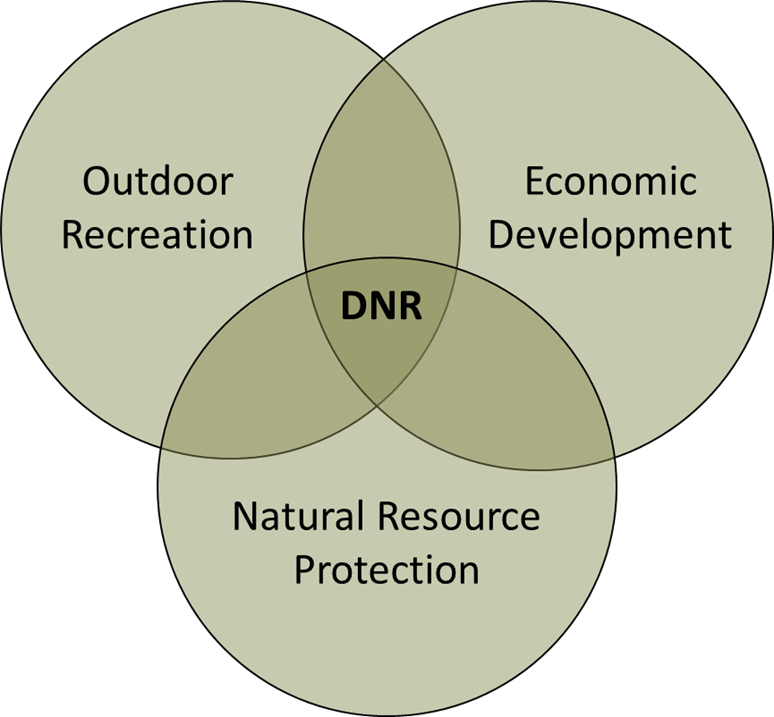 Outdoor
Recreation
Economic
Development
DNR
Natural Resource
Protection